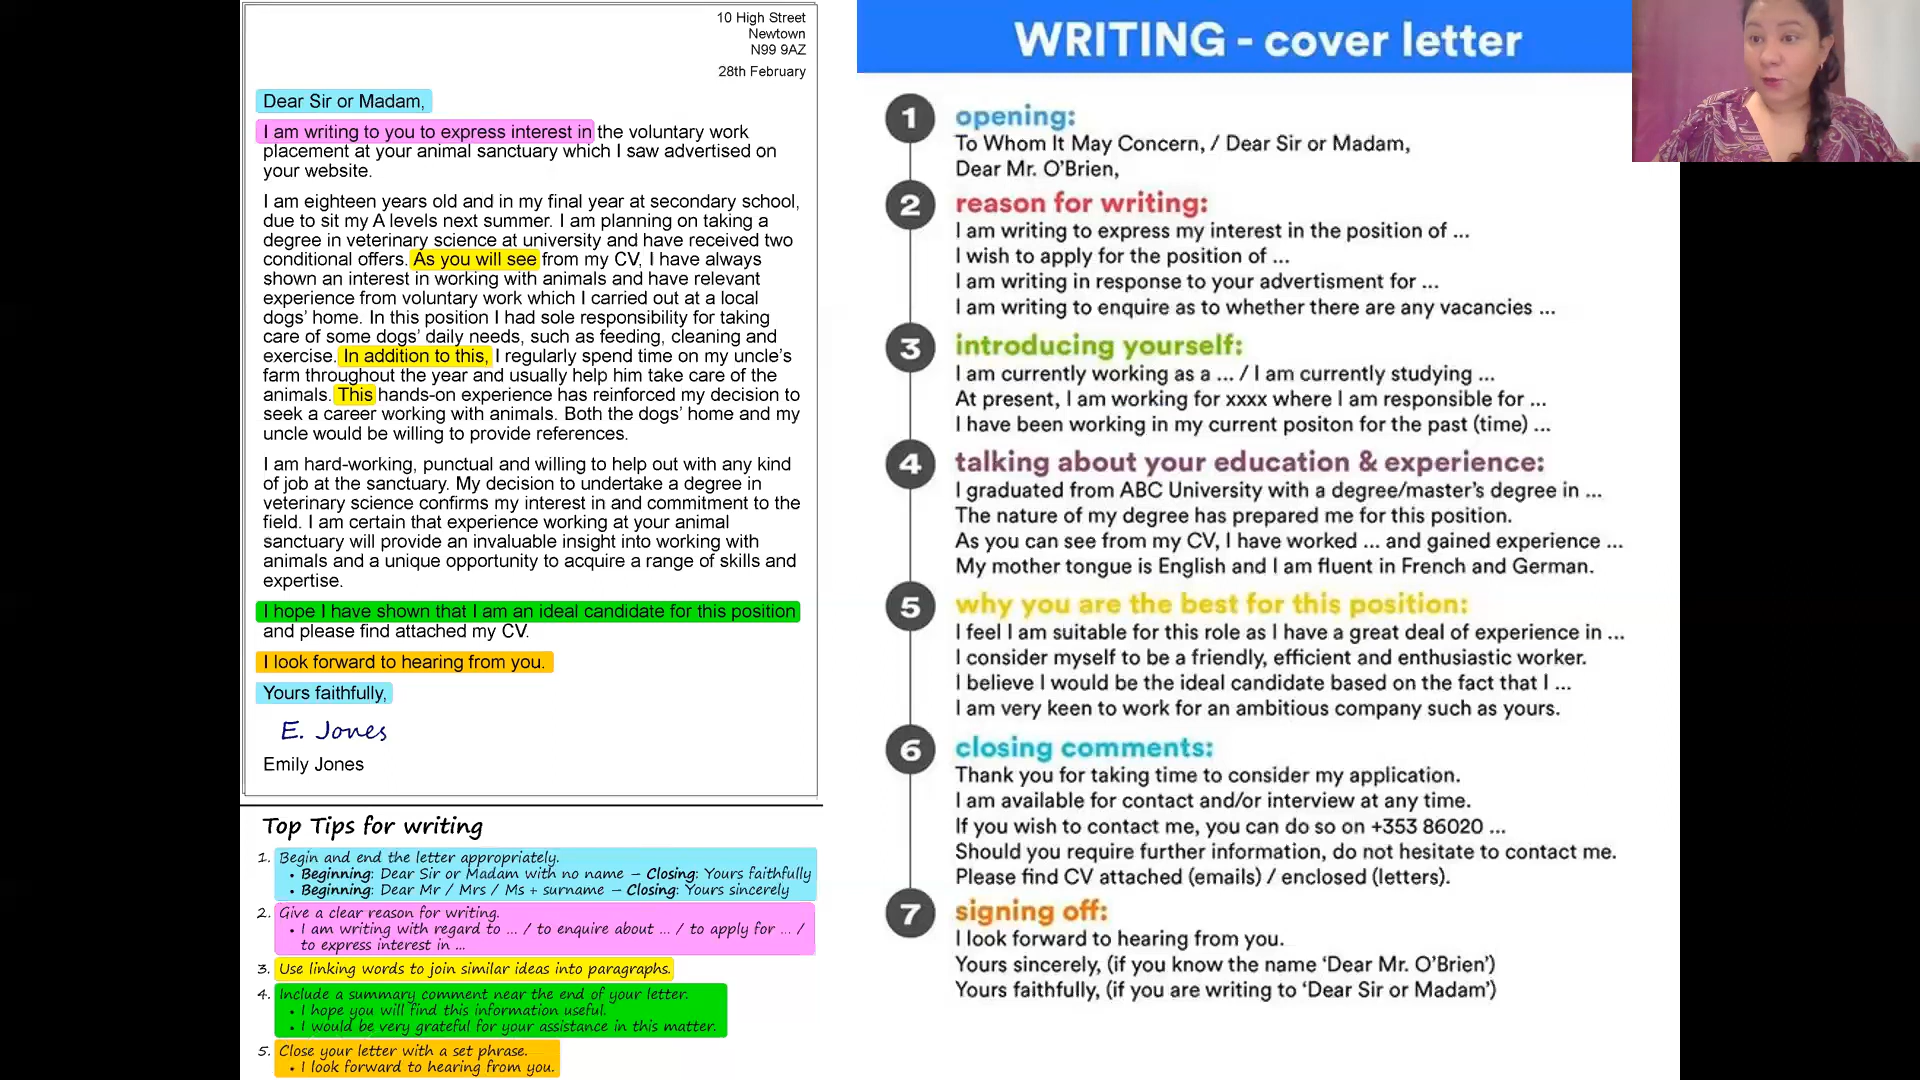 10 High Street
Newtown
N99 9AZ
28th February
Dear Sir or Madam,
I am writing to you to express interest in the voluntary work
placement at your animal sanctuary which I saw advertised on
your website.
I am eighteen years old and in my final year at secondary school,
due to sit my A levels next summer. I am planning on taking a
degree in veterinary science at university and have received two
conditional offers. As you will see from my CV, I have always
shown an interest in working with animals and have relevant
experience from voluntary work which I carried out at a local
dogs' home. In this position I had sole responsibility for taking
care of some dogs' daily needs, such as feeding, cleaning and
exercise. In addition to this, I regularly spend time on my uncle's
farm throughout the year and usually help him take care of the
animals. This hands-on experience has reinforced my decision to
seek a career working with animals. Both the dogs' home and my
uncle would be willing to provide references.
I am hard-working, punctual and willing to help out with any kind
of job at the sanctuary. My decision to undertake a degree in
veterinary science confirms my interest in and commitment to the
field. I am certain that experience working at your animal
sanctuary will provide an invaluable insight into working with
animals and a unique opportunity to acquire a range of skills and
expertise.
I hope I have shown that I am an ideal candidate for this position
and please find attached my CV.
I look forward to hearing from you.
Yours faithfully,
E. Jones
Emily Jones
Top Tips for writing
1. Begin and end the letter appropriately.
• Beginning: Dear Sir or Madam with no name – Closing: Yours faithfully
• Beginning: Dear Mr / Mrs / Ms + surname – Closing: Yours sincerely
2. Give a clear reason for writing.
• I am writing with regard to ... / to enquire about ... / to apply for ... /
to express interest in ...
3. Use linking words to join similar ideas into paragraphs.
4. Include a summary comment near the end of your letter.
• I hope you will find this information useful.
• I would be very grateful for your assistance in this matter.
5. Close your letter with a set phrase.
• I look forward to hearing from you.
WRITING - cover letter
1 opening:
To Whom It May Concern, / Dear Sir or Madam,
Dear Mr. O'Brien,
2 reason for writing:
I am writing to express my interest in the position of ...
I wish to apply for the position of ...
I am writing in response to your advertisment for ...
I am writing to enquire as to whether there are any vacancies ...
3 introducing yourself:
I am currently working as a ... / I am currently studying ...
At present, I am working for xxxx where I am responsible for ...
I have been working in my current positon for the past (time) ...
4 talking about your education & experience:
I graduated from ABC University with a degree/master's degree in ...
The nature of my degree has prepared me for this position.
As you can see from my CV, I have worked ... and gained experience ...
My mother tongue is English and I am fluent in French and German.
5 why you are the best for this position:
I feel I am suitable for this role as I have a great deal of experience in ...
I consider myself to be a friendly, efficient and enthusiastic worker.
I believe I would be the ideal candidate based on the fact that I ...
I am very keen to work for an ambitious company such as yours.
6 closing comments:
Thank you for taking time to consider my application.
I am available for contact and/or interview at any time.
If you wish to contact me, you can do so on +353 86020 ...
Should you require further information, do not hesitate to contact me.
Please find CV attached (emails) / enclosed (letters).
7 signing off:
I look forward to hearing from you.
Yours sincerely, (if you know the name 'Dear Mr. O'Brien')
Yours faithfully, (if you are writing to 'Dear Sir or Madam')